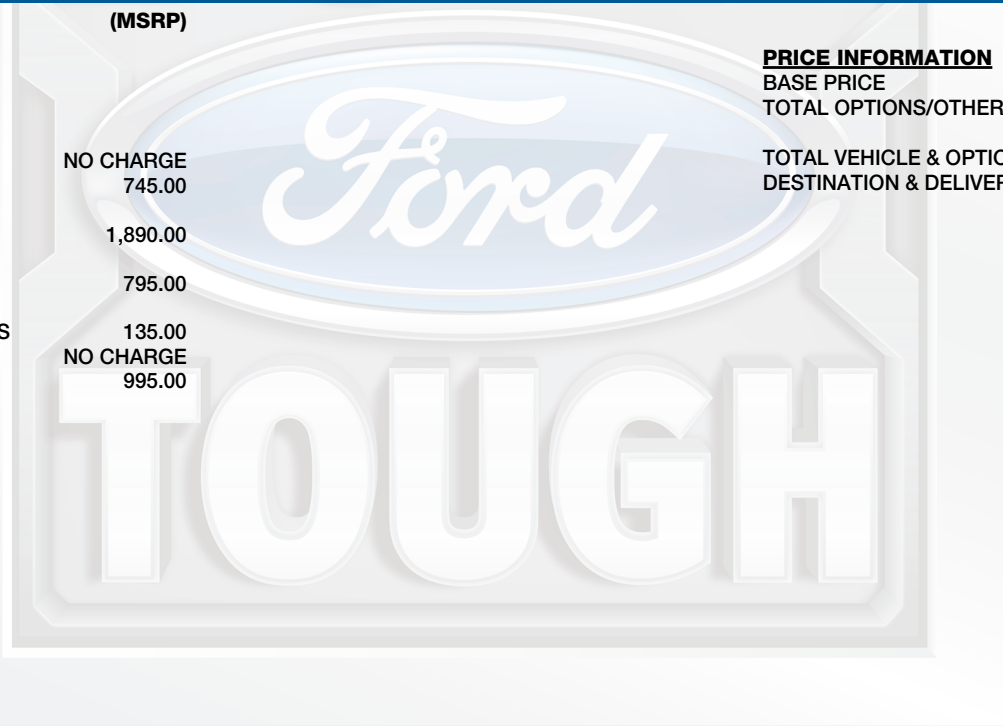 (MSRP)
NO CHARGE
745.00
1,890.00
795.00
S 135.00
NO CHARGE
995.00
PRICE INFORMATION
BASE PRICE
TOTAL OPTIONS/OTHER
TOTAL VEHICLE & OPTIO
DESTINATION & DELIVER
Ford
TOUGH